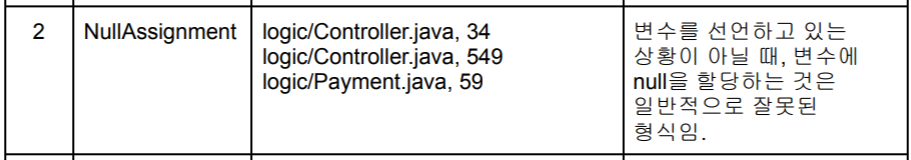 2 NullAssignment logic/Controller.java, 34 변수를 선언하고 있는
logic/Controller.java, 549 상황이 아닐 때, 변수에
logic/Payment.java, 59 null을 할당하는 것은
일반적으로 잘못된
형식임.